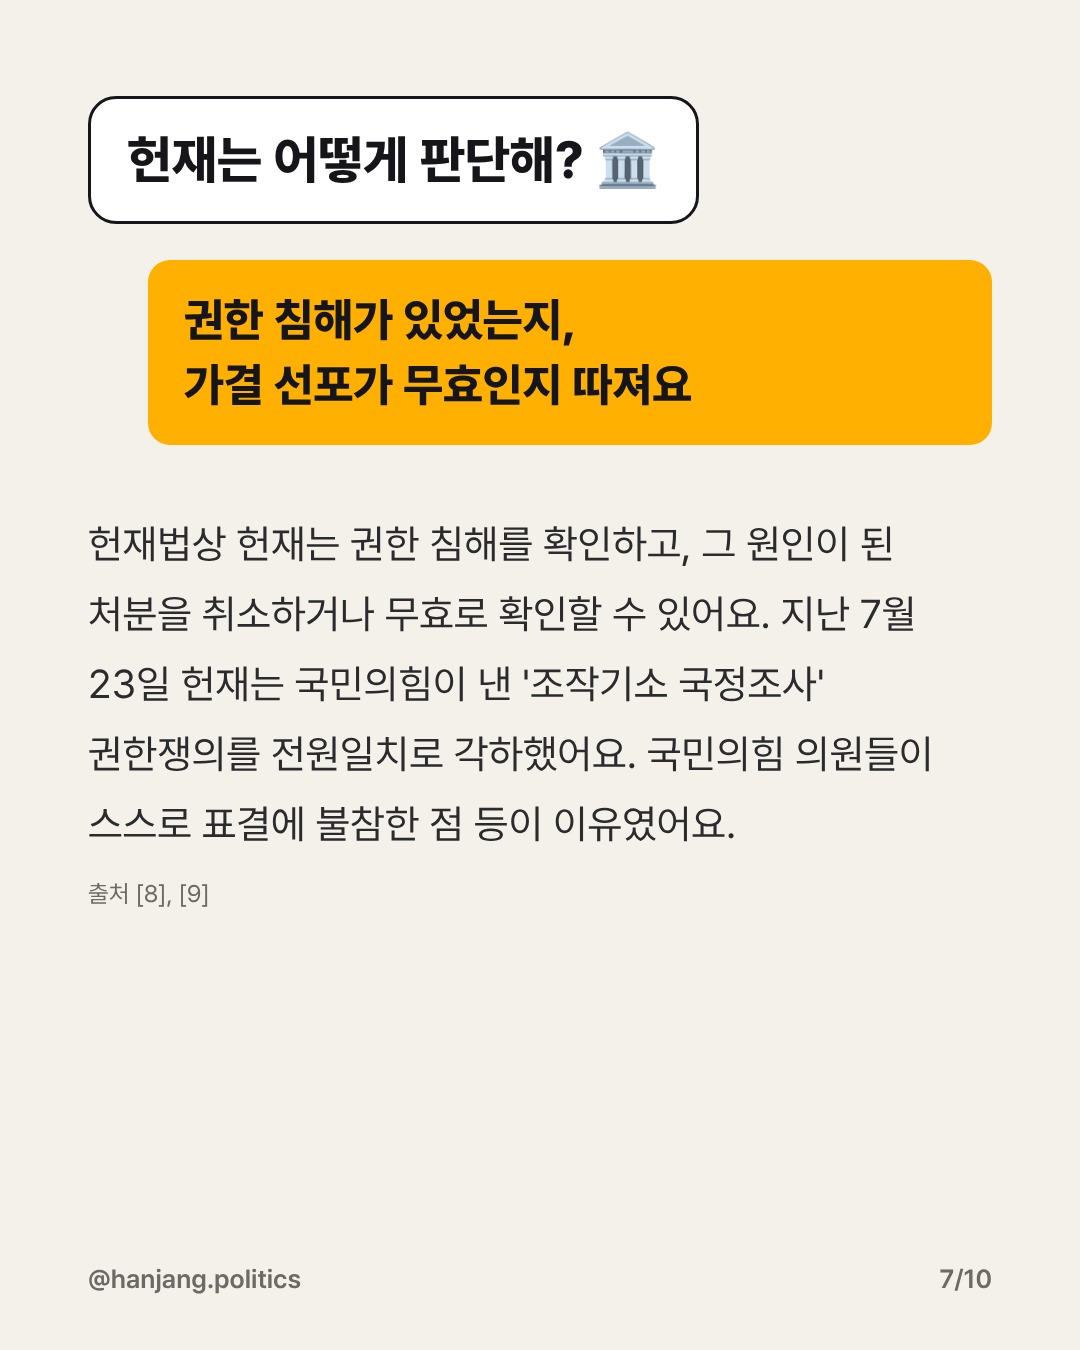 헌재는 어떻게 판단해? 🏛️
권한 침해가 있었는지,
가결 선포가 무효인지 따져요
헌재법상 헌재는 권한 침해를 확인하고, 그 원인이 된
처분을 취소하거나 무효로 확인할 수 있어요. 지난 7월
23일 헌재는 국민의힘이 낸 '조작기소 국정조사'
권한쟁의를 전원일치로 각하했어요. 국민의힘 의원들이
스스로 표결에 불참한 점 등이 이유였어요.
출처 [8], [9]
@hanjang.politics
7/10